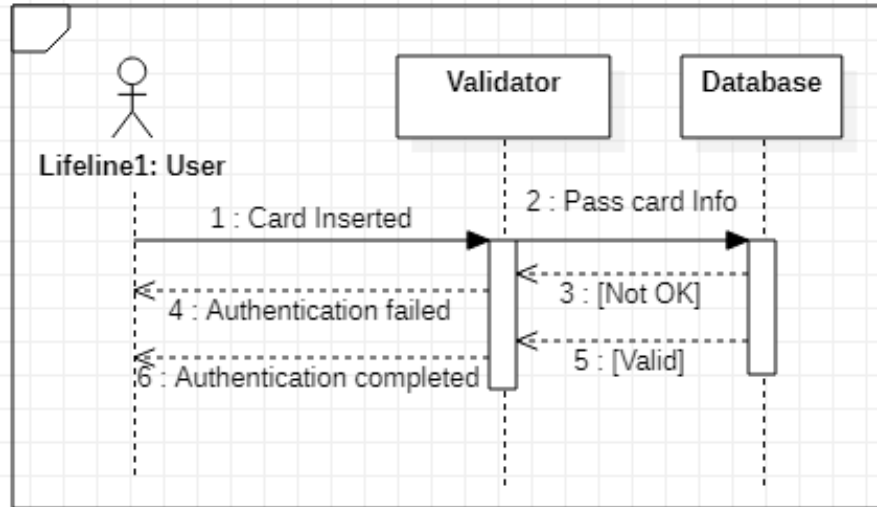 Validator
Database
Lifeline1: User
1 : Card Inserted
2 : Pass card Info
3 : [Not OK]
4 : Authentication failed
5 : [Valid]
6 : Authentication completed